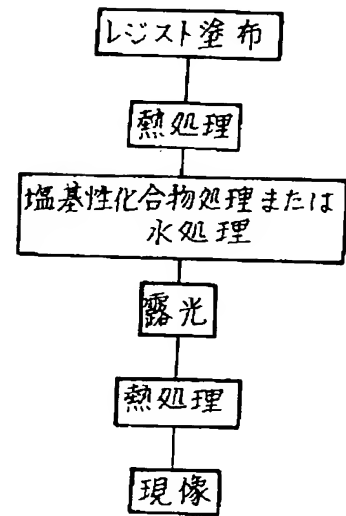 レジスト塗布
熱処理
塩基性化合物処理または
水処理
露光
熱処理
現像